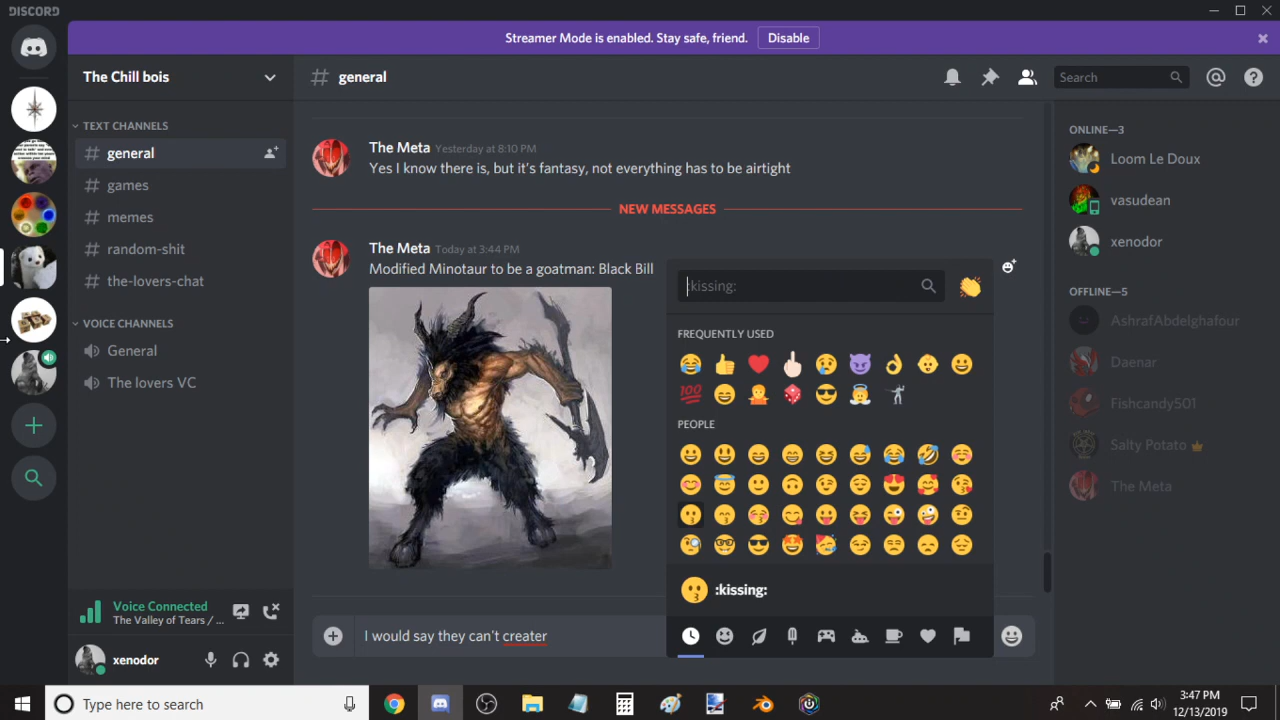 DISCORD
Streamer Mode is enabled. Stay safe, friend. Disable
The Chill bois
# general
Search
TEXT CHANNELS
# general
# games
# memes
# random-shit
# the-lovers-chat
VOICE CHANNELS
General
The lovers VC
Voice Connected
The Valley of Tears / ...
xenodor
The Meta Yesterday at 8:10 PM
Yes I know there is, but it's fantasy, not everything has to be airtight
NEW MESSAGES
The Meta Today at 3:44 PM
Modified Minotaur to be a goatman: Black Bill
:kissing:
FREQUENTLY USED
100
PEOPLE
:kissing:
I would say they can't creater
ONLINE—3
Loom Le Doux
vasudean
xenodor
OFFLINE—5
AshrafAbdelghafour
Daenar
Fishcandy501
Salty Potato
The Meta
Type here to search
3:47 PM
12/13/2019